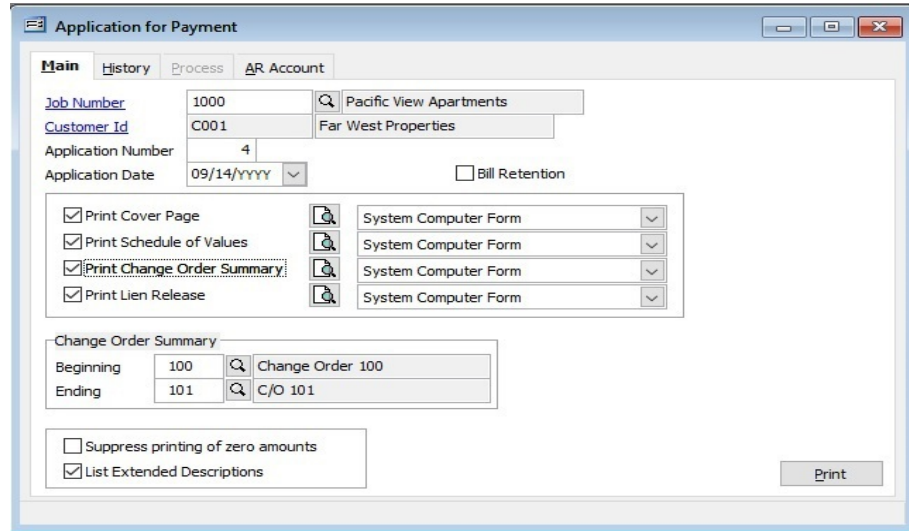 Application for Payment
Main History Process AR Account
Job Number 1000 Pacific View Apartments
Customer Id C001 Far West Properties
Application Number 4
Application Date 09/14/YYYY Bill Retention
Print Cover Page System Computer Form
Print Schedule of Values System Computer Form
Print Change Order Summary System Computer Form
Print Lien Release System Computer Form
Change Order Summary
Beginning 100 Change Order 100
Ending 101 C/O 101
Suppress printing of zero amounts
List Extended Descriptions
Print